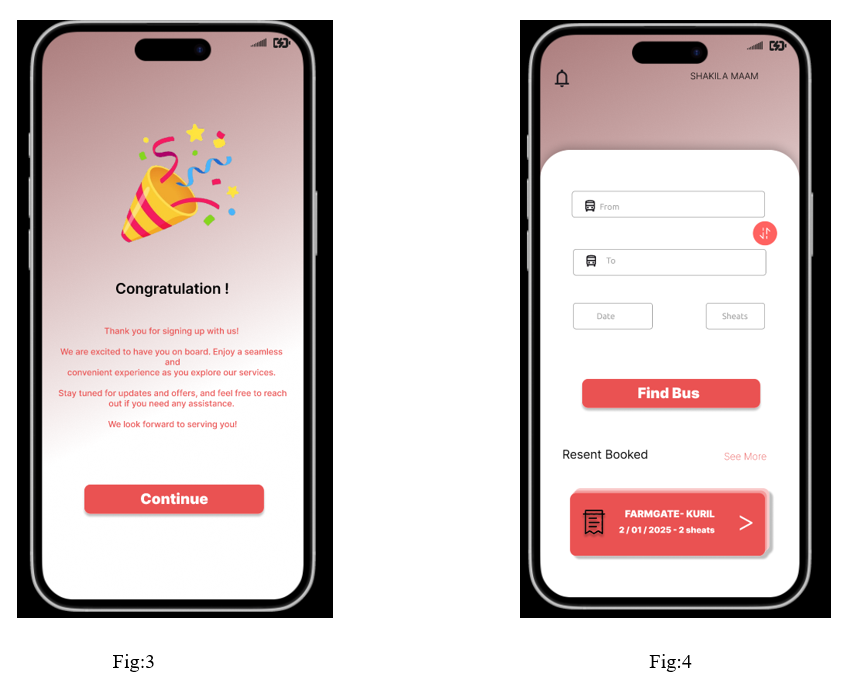 Congratulation !
Thank you for signing up with us!
We are excited to have you on board. Enjoy a seamless
and
convenient experience as you explore our services.
Stay tuned for updates and offers, and feel free to reach
out if you need any assistance.
We look forward to serving you!
Continue
Fig:3
SHAKILA MAAM
From
To
Date
Sheats
Find Bus
Resent Booked
See More
FARMGATE- KURIL
2 / 01 / 2025 - 2 sheats
>
Fig:4